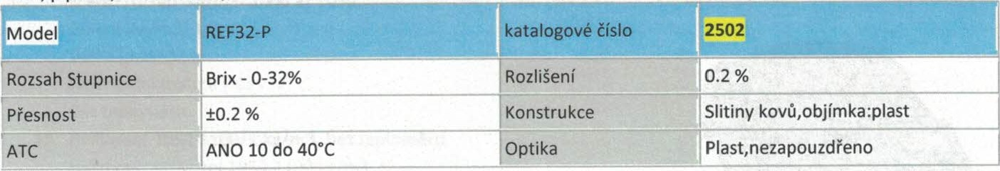 Model REF32-P katalogové číslo 2502
Rozsah Stupnice Brix - 0-32% Rozlišení 0.2 %
Přesnost ±0.2 % Konstrukce Slitiny kovů,objímka:plast
ATC ANO 10 do 40°C Optika Plast,nezapouzdřeno